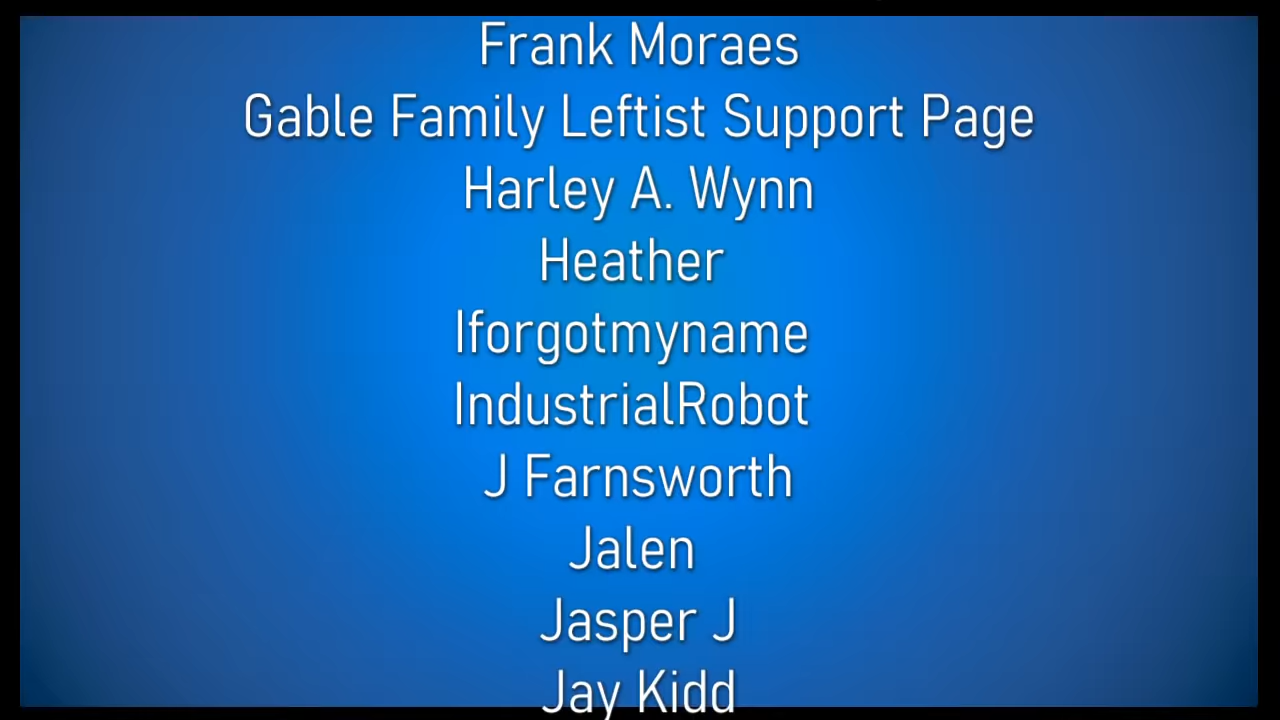 Frank Moraes
Gable Family Leftist Support Page
Harley A. Wynn
Heather
Iforgotmyname
IndustrialRobot
J Farnsworth
Jalen
Jasper J
Jay Kidd